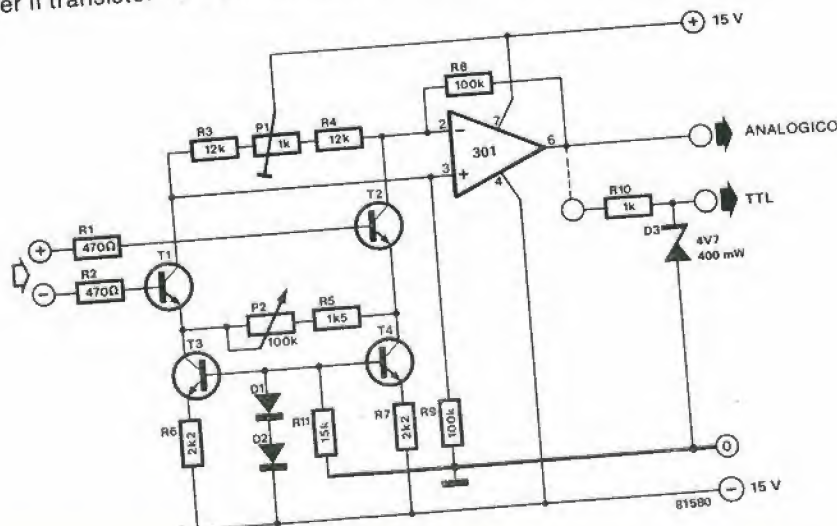 er il transisto
+ 15 V
R8
100k
R3
12k
P1
1k
R4
12k
2
−
7
301
6
3
+
4
ANALOGICO
T2
R10
1k
TTL
D3
4V7
400 mW
+
R1
470Ω
T1
−
R2
470Ω
P2
100k
R5
1k5
T3
T4
D1
R6
2k2
D2
R11
15k
R7
2k2
R9
100k
0
− 15 V
81580